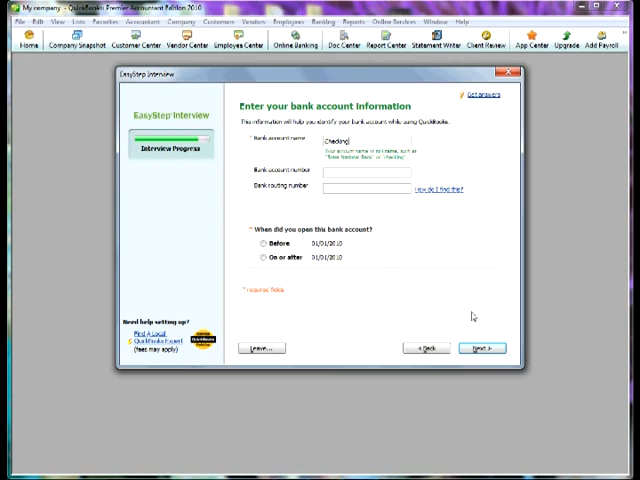 My company - QuickBooks Premier Accountant Edition 2010
File Edit View Lists Favorites Accountant Company Customers Vendors Employees Banking Reports Online Services Window Help
Home Company Snapshot Customer Center Vendor Center Employee Center Online Banking Doc Center Report Center Statement Writer Client Review App Center Upgrade Add Payroll
EasyStep Interview
Get answers
EasyStep Interview
Interview Progress
Enter your bank account information
This information will help you identify your bank account while using QuickBooks.
* Bank account name Checking
Bank account number
Bank routing number How do I find this?
* When did you open this bank account?
Before 01/01/2010
On or after 01/01/2010
* required fields
Need help setting up?
Find A Local
QuickBooks Expert
(fees may apply)
QuickBooks
Leave...
< Back
Next >